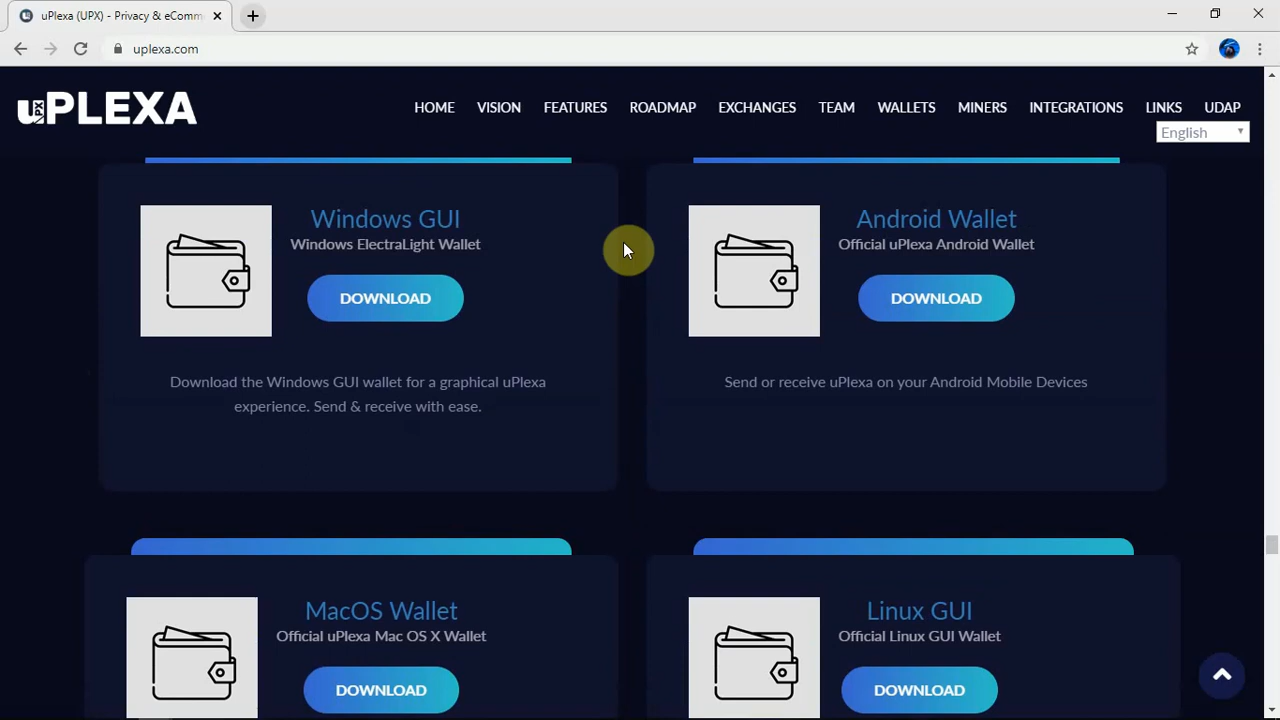 uPlexa (UPX) - Privacy & eComm
uplexa.com
uPLEXA
HOME VISION FEATURES ROADMAP EXCHANGES TEAM WALLETS MINERS INTEGRATIONS LINKS UDAP
English
Windows GUI
Windows ElectraLight Wallet
DOWNLOAD
Download the Windows GUI wallet for a graphical uPlexa
experience. Send & receive with ease.
Android Wallet
Official uPlexa Android Wallet
DOWNLOAD
Send or receive uPlexa on your Android Mobile Devices
MacOS Wallet
Official uPlexa Mac OS X Wallet
DOWNLOAD
Linux GUI
Official Linux GUI Wallet
DOWNLOAD